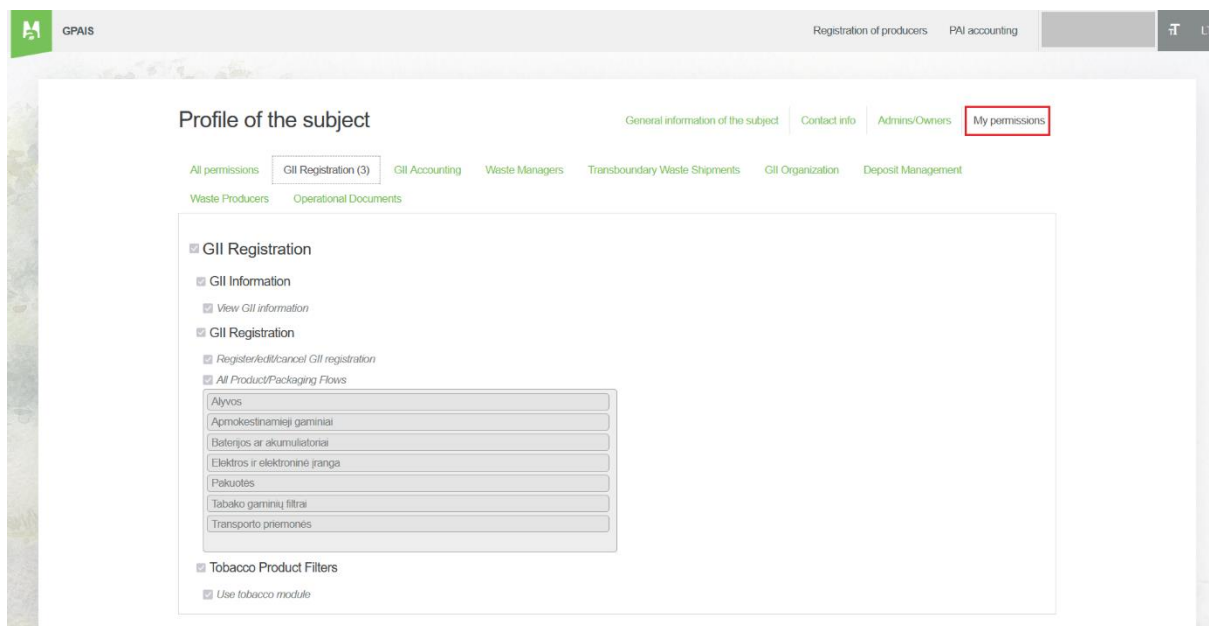 GPAIS Registration of producers PAI accounting
Profile of the subject General information of the subject Contact info Admins/Owners My permissions
All permissions GII Registration (3) GII Accounting Waste Managers Transboundary Waste Shipments GII Organization Deposit Management
Waste Producers Operational Documents
GII Registration
GII Information
View GII information
GII Registration
Register/edit/cancel GII registration
All Product/Packaging Flows
Alyvos
Apmokestinamieji gaminiai
Baterijos ar akumuliatoriai
Elektros ir elektroninė įranga
Pakuotės
Tabako gaminių filtrai
Transporto priemonės
Tobacco Product Filters
Use tobacco module